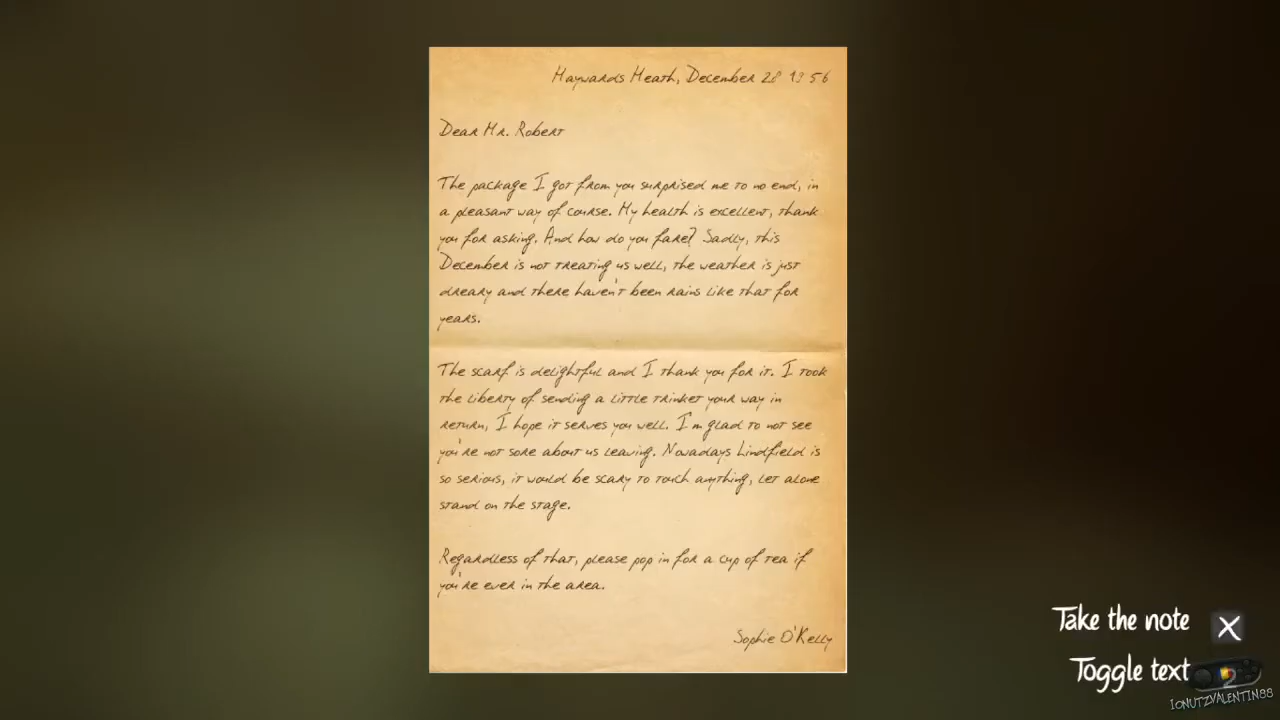 Haywards Heath, December 28 1956
Dear Mr. Robert
The package I got from you surprised me to no end, in
a pleasant way of course. My health is excellent, thank
you for asking. And how do you fare? Sadly, this
December is not treating us well, the weather is just
dreary and there haven't been rains like that for
years.
The scarf is delightful and I thank you for it. I took
the liberty of sending a little trinket your way in
return, I hope it serves you well. I'm glad to not see
you're not sore about us leaving. Nowadays Lindfield is
so serious, it would be scary to touch anything, let alone
stand on the stage.
Regardless of that, please pop in for a cup of tea if
you're ever in the area.
Sophie O'Kelly
Take the note X
Toggle text
IONUTZVALENTIN88